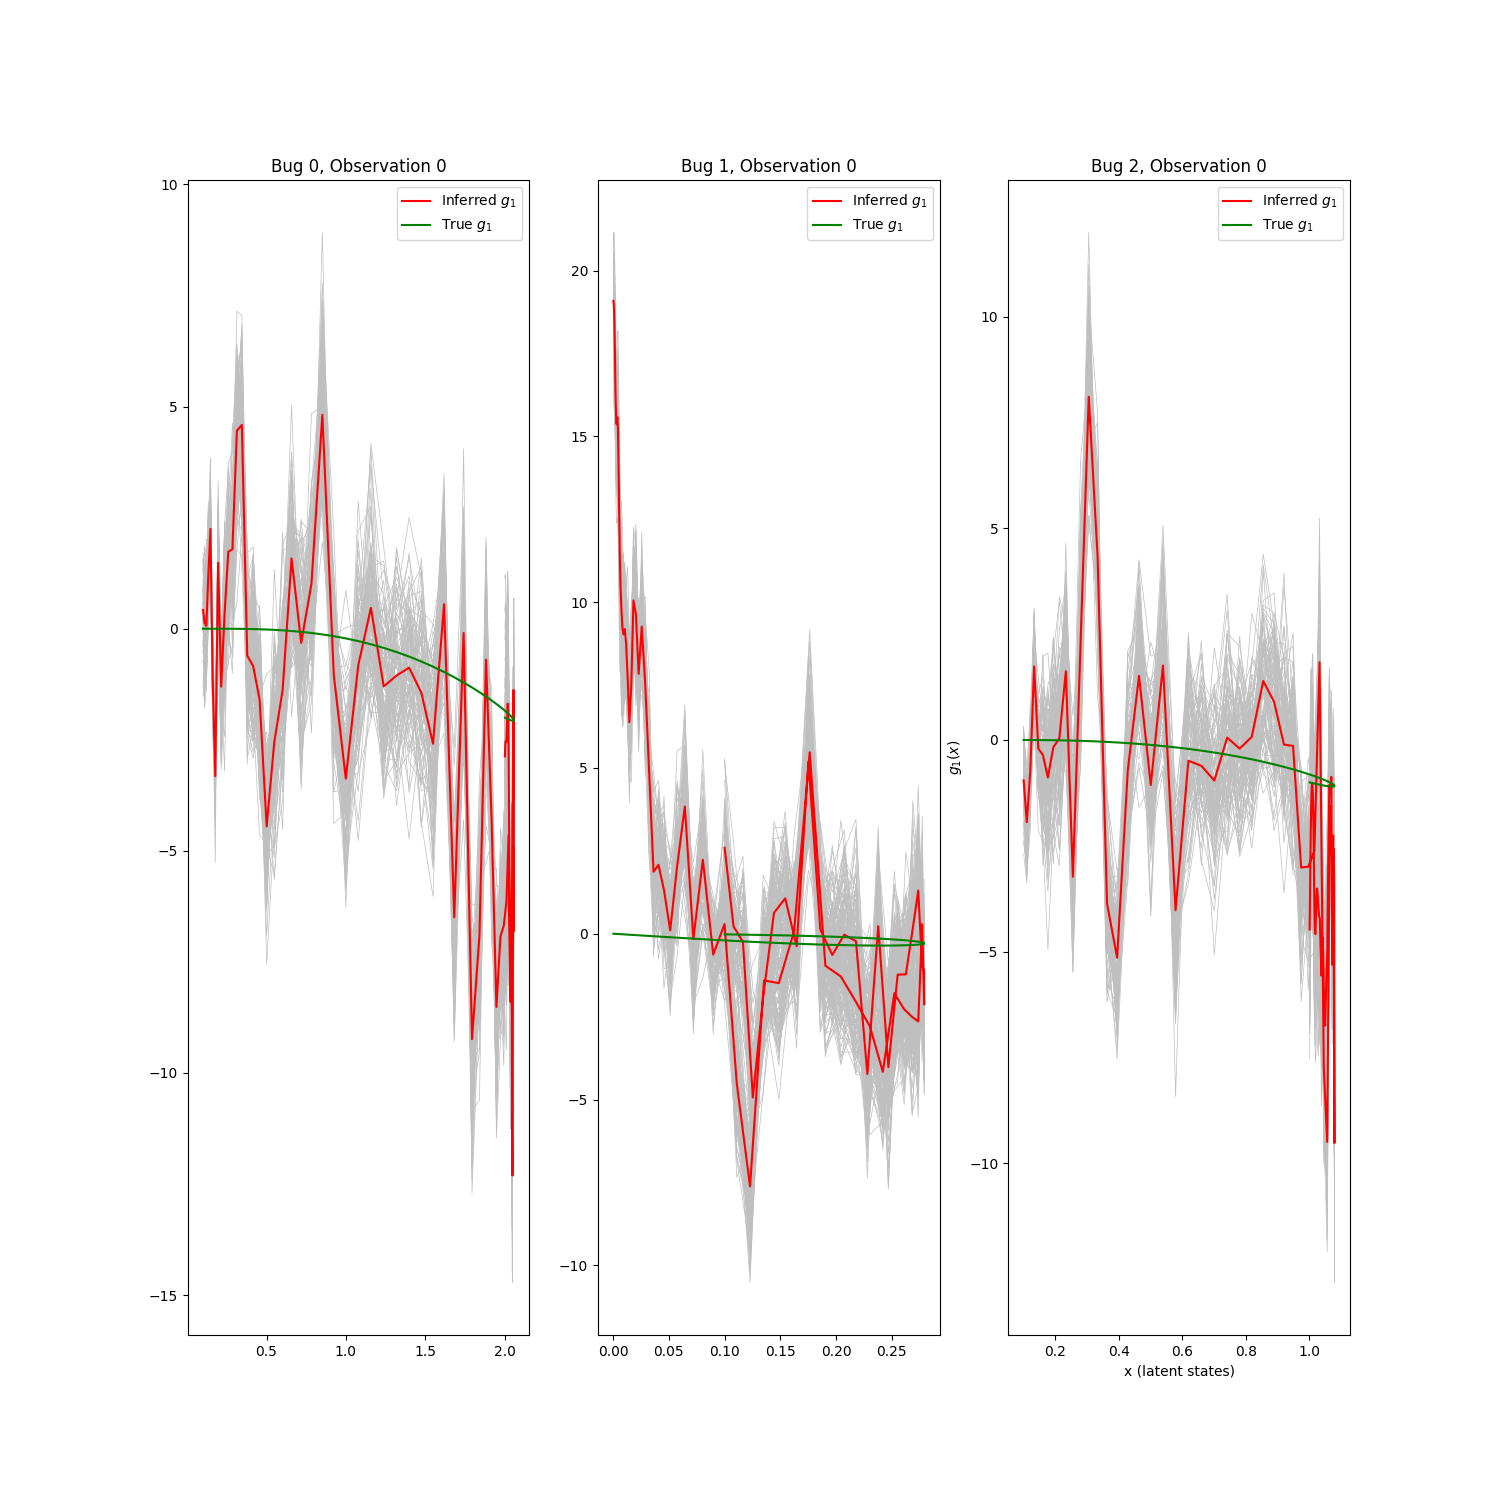 Bug 0, Observation 0
Inferred g₁
True g₁
10
5
0
−5
−10
−15
0.5 1.0 1.5 2.0
Bug 1, Observation 0
Inferred g₁
True g₁
20
15
10
5
0
−5
−10
0.00 0.05 0.10 0.15 0.20 0.25
Bug 2, Observation 0
Inferred g₁
True g₁
10
5
0
−5
−10
g₁(x)
0.2 0.4 0.6 0.8 1.0
x (latent states)